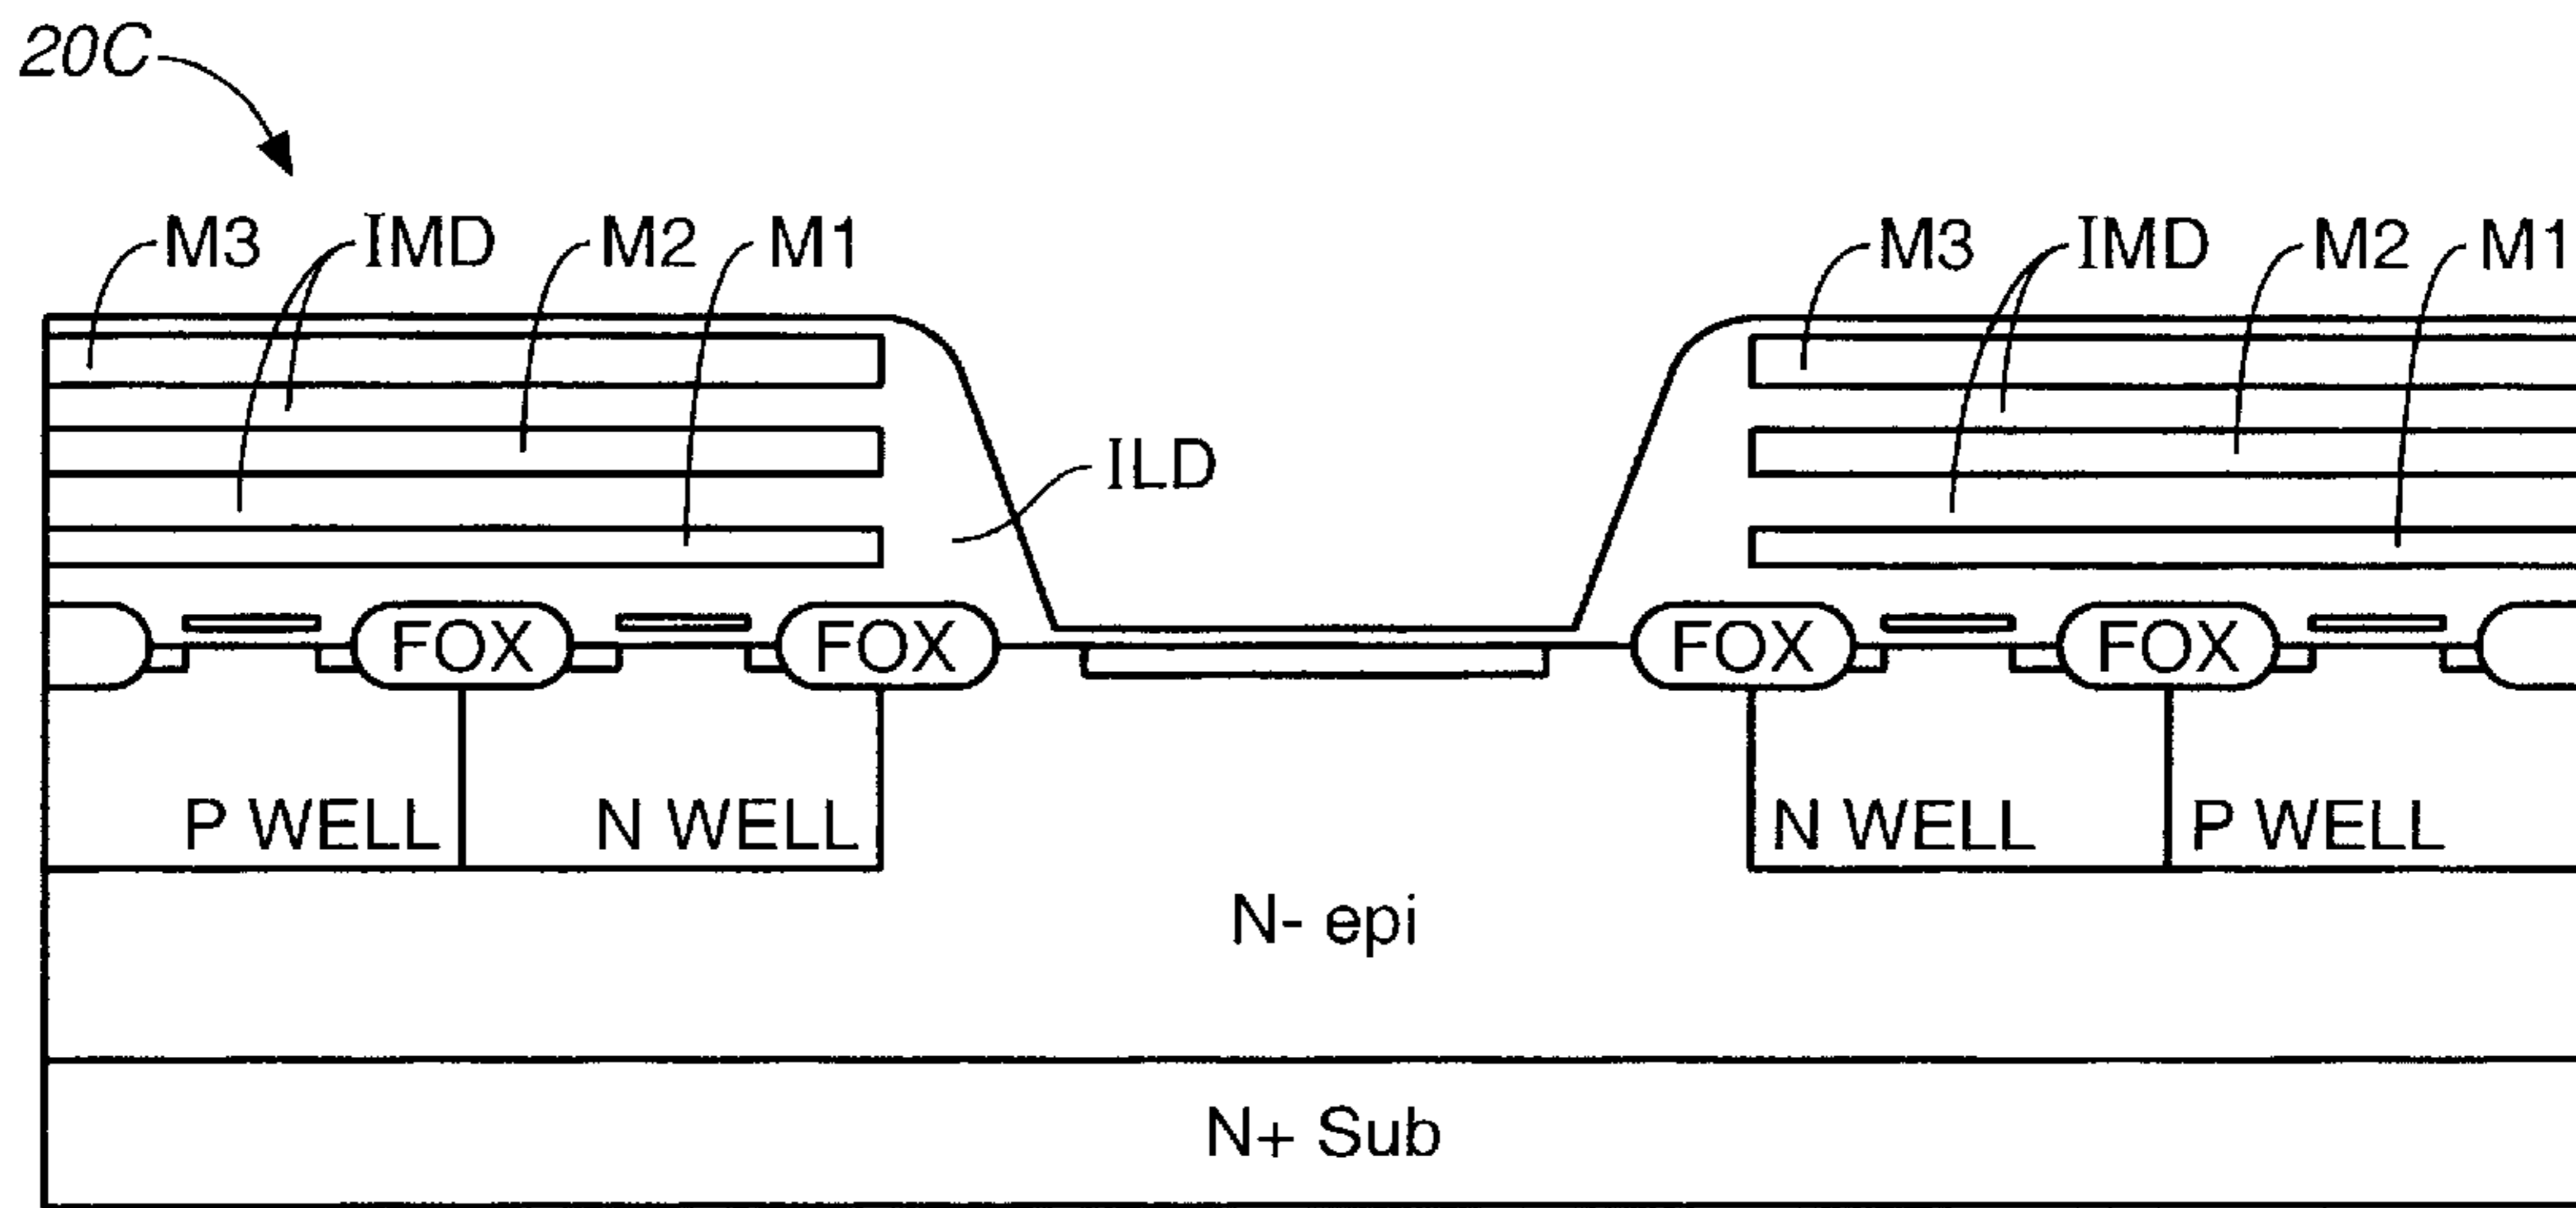 20C
M3 IMD M2 M1 M3 IMD M2 M1
ILD
FOX FOX FOX FOX
P WELL N WELL N WELL P WELL
N- epi
N+ Sub